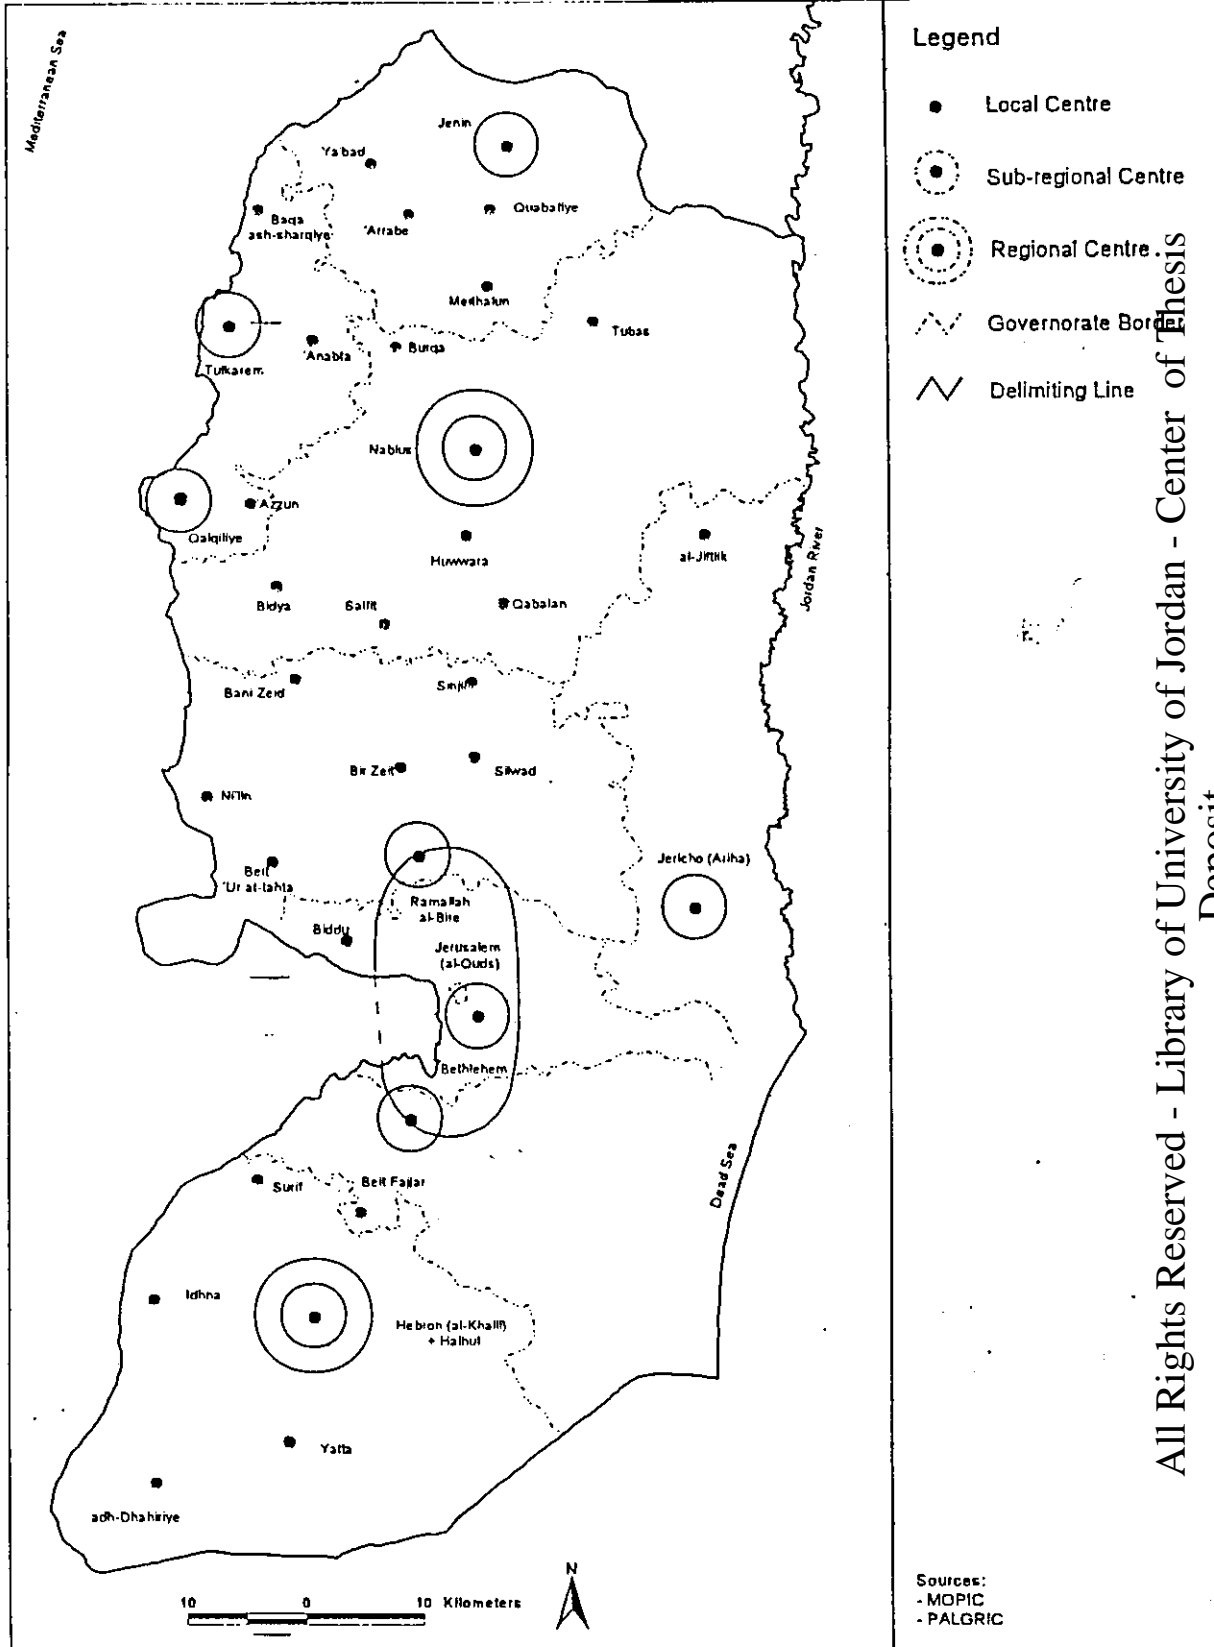 Mediterranean Sea
Jenin
Ya'bad
Baqa
ash-sharqiye
'Arrabe
Quabatiye
Meithalun
Tubas
Tulkarem
'Anabta
Burqa
Nablus
'Azzun
Qalqiliye
Huwwara
al-Jiftlik
Jordan River
Bidya
Salfit
Qabalan
Bani Zeid
Sinjil
Bir Zeit
Silwad
Ni'lin
Beit
'Ur at-tahta
Ramallah
al-Bire
Jericho (Ariha)
Biddu
Jerusalem
(al-Quds)
Bethlehem
Dead Sea
Surif
Beit Fajjar
Idhna
Hebron (al-Khalil)
+ Halhul
Yatta
adh-Dhahiriye
10 0 10 Kilometers
N
Legend
Local Centre
Sub-regional Centre
Regional Centre
Governorate Border
Delimiting Line
Sources:
- MOPIC
- PALGRIC
All Rights Reserved - Library of University of Jordan - Center of Thesis
Deposit